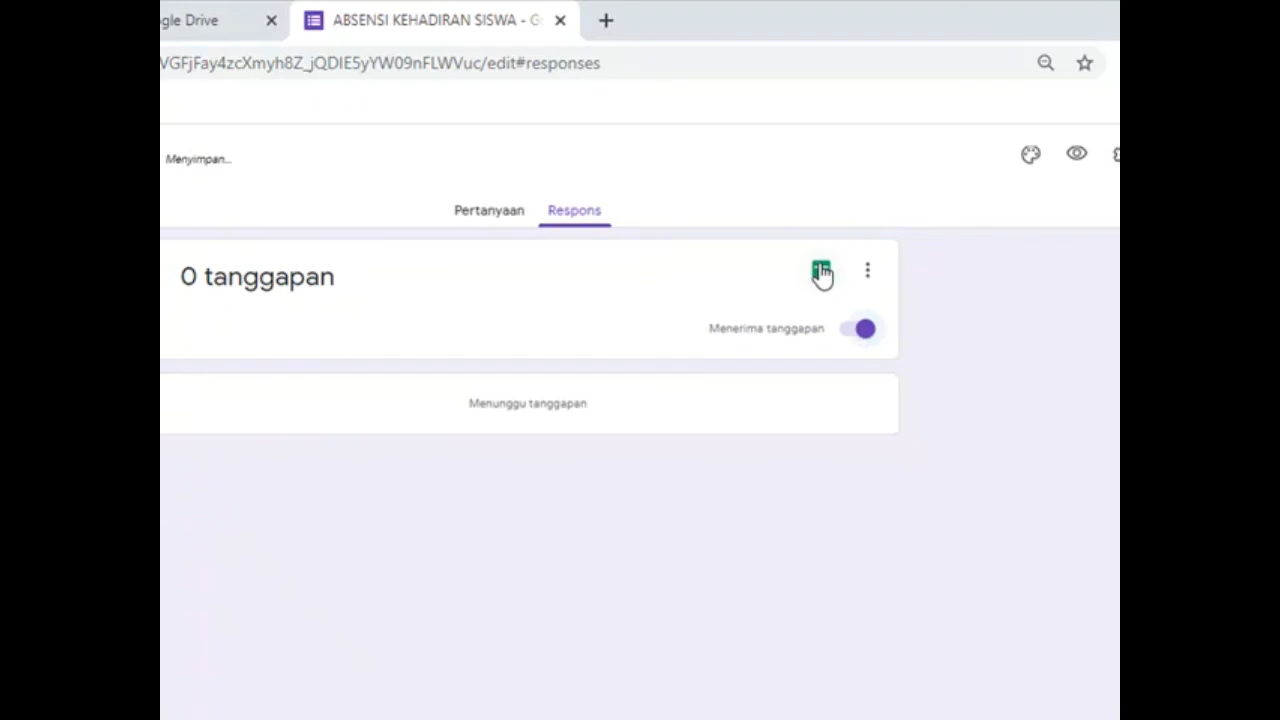 gle Drive
ABSENSI KEHADIRAN SISWA - G
VGFjFay4zcXmyh8Z_jQDIE5yYW09nFLWVuc/edit#responses
Menyimpan...
Pertanyaan Respons
0 tanggapan
Menerima tanggapan
Menunggu tanggapan